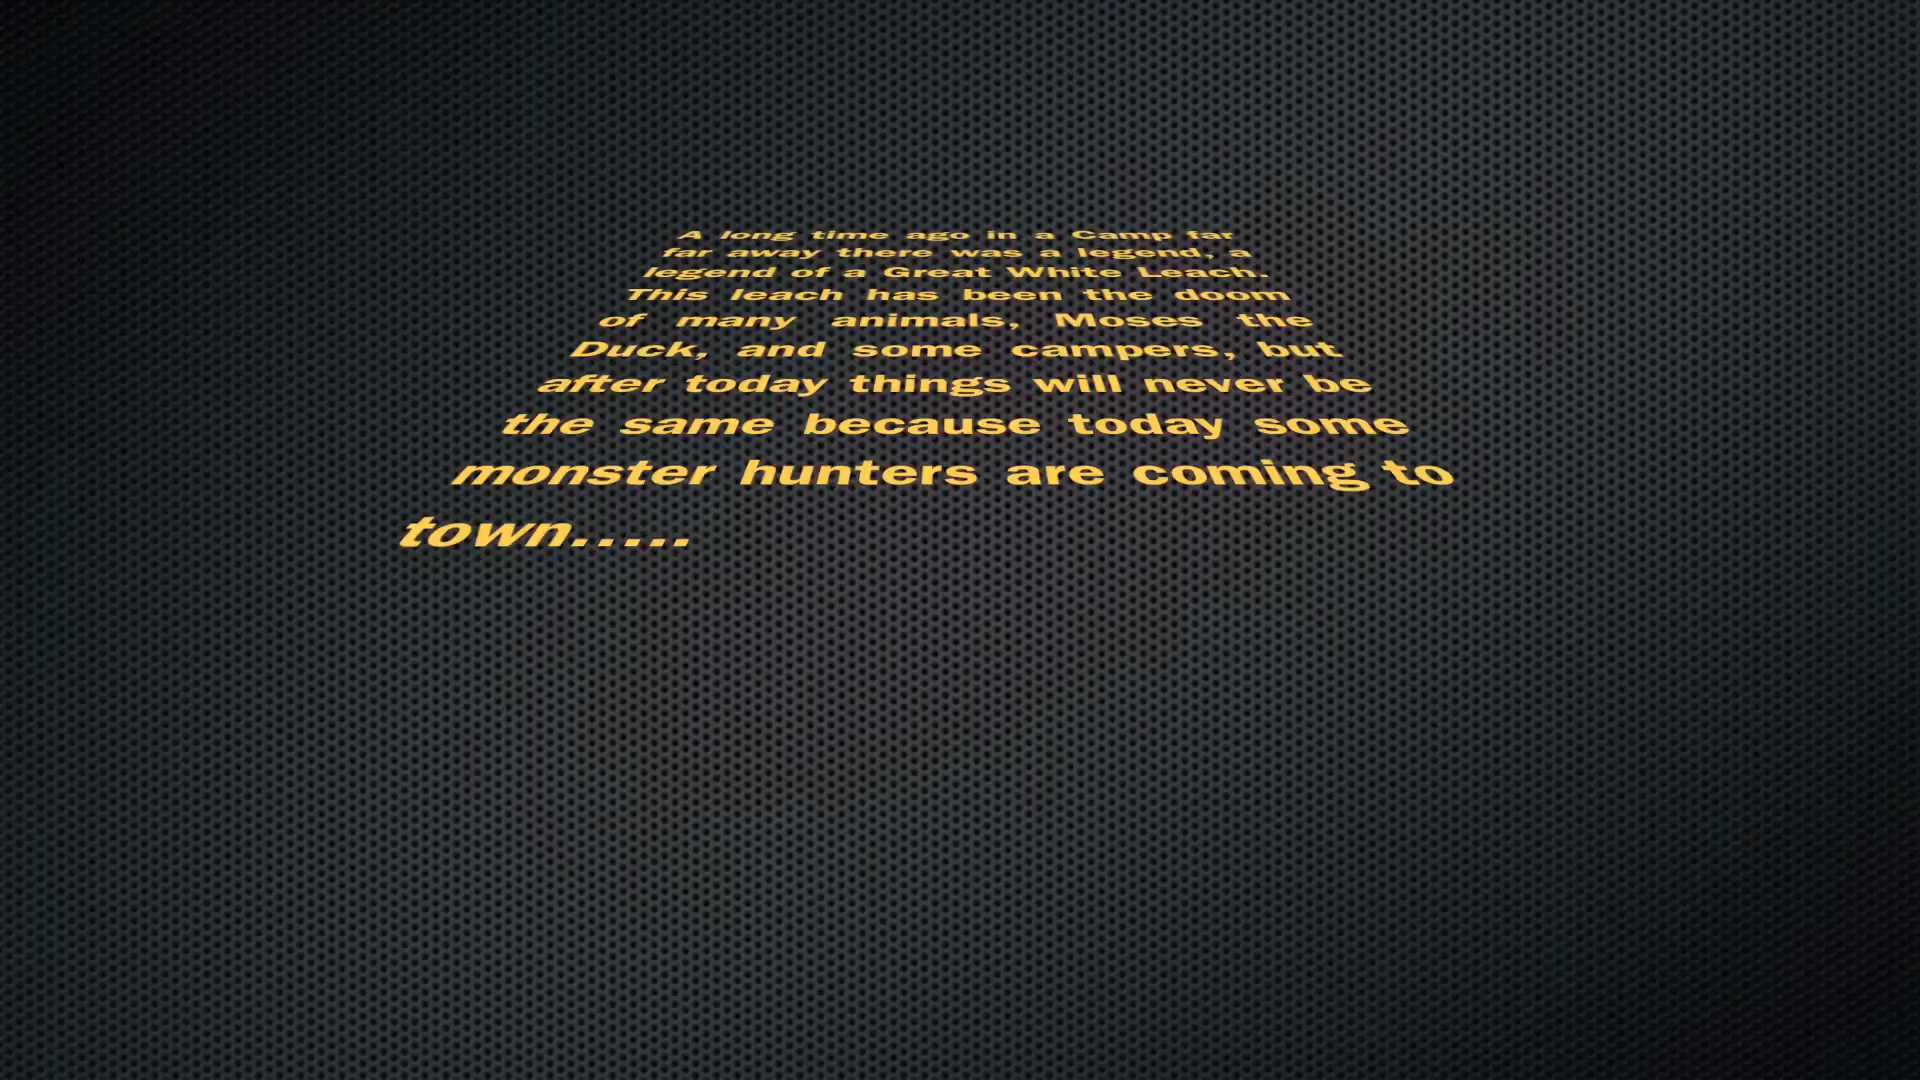 A long time ago in a Camp far
far away there was a legend, a
legend of a Great White Leach.
This leach has been the doom
of many animals, Moses the
Duck, and some campers, but
after today things will never be
the same because today some
monster hunters are coming to
town.....